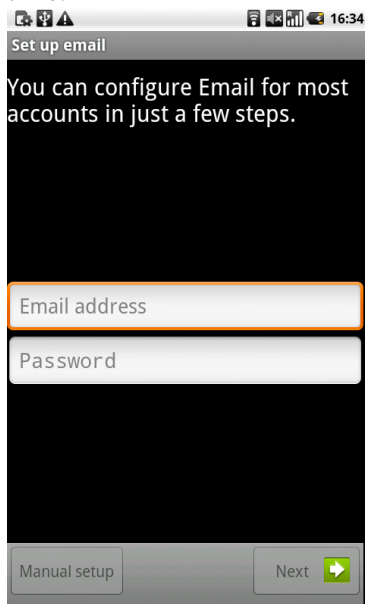 16:34
Set up email
You can configure Email for most
accounts in just a few steps.
Email address
Password
Manual setup
Next